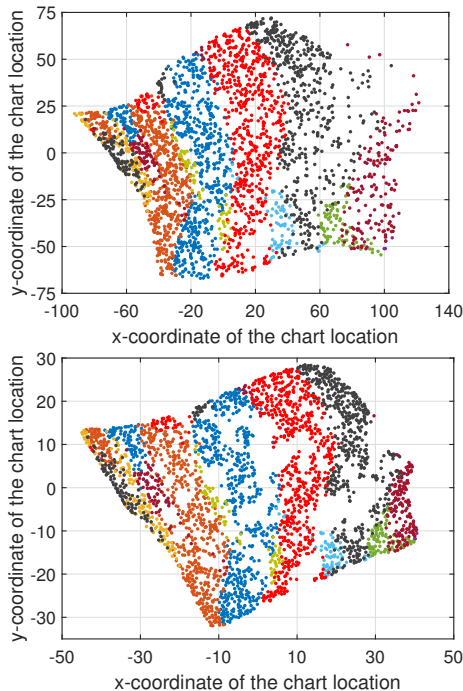 75
50
25
0
-25
-50
-75
y-coordinate of the chart location
-100 -60 -20 20 60 100 140
x-coordinate of the chart location
30
20
10
0
-10
-20
-30
y-coordinate of the chart location
-50 -30 -10 10 30 50
x-coordinate of the chart location